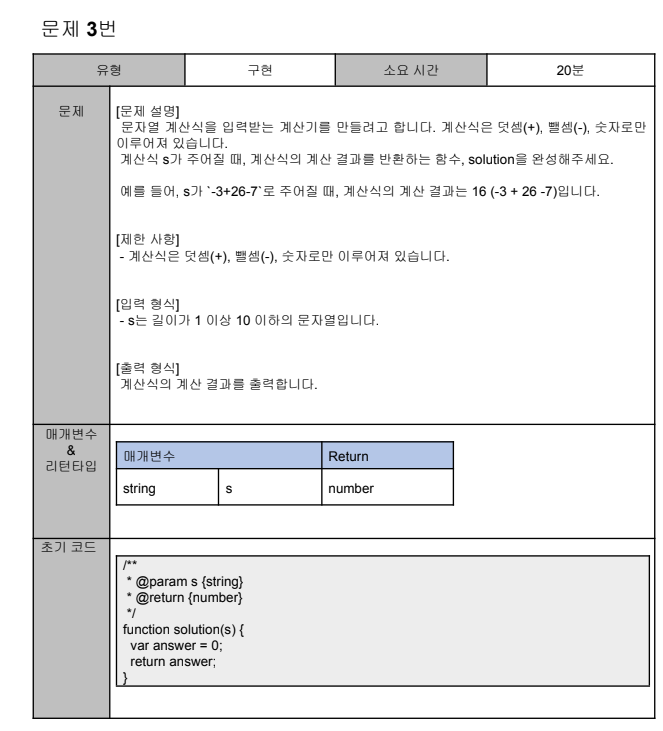 문제 3번
유형 구현 소요 시간 20분
문제
[문제 설명]
문자열 계산식을 입력받는 계산기를 만들려고 합니다. 계산식은 덧셈(+), 뺄셈(-), 숫자로만
이루어져 있습니다.
계산식 s가 주어질 때, 계산식의 계산 결과를 반환하는 함수, solution을 완성해주세요.
예를 들어, s가 `-3+26-7`로 주어질 때, 계산식의 계산 결과는 16 (-3 + 26 -7)입니다.
[제한 사항]
- 계산식은 덧셈(+), 뺄셈(-), 숫자로만 이루어져 있습니다.
[입력 형식]
- s는 길이가 1 이상 10 이하의 문자열입니다.
[출력 형식]
계산식의 계산 결과를 출력합니다.
매개변수
&
리턴타입
매개변수 Return
string s number
초기 코드
/**
* @param s {string}
* @return {number}
*/
function solution(s) {
var answer = 0;
return answer;
}